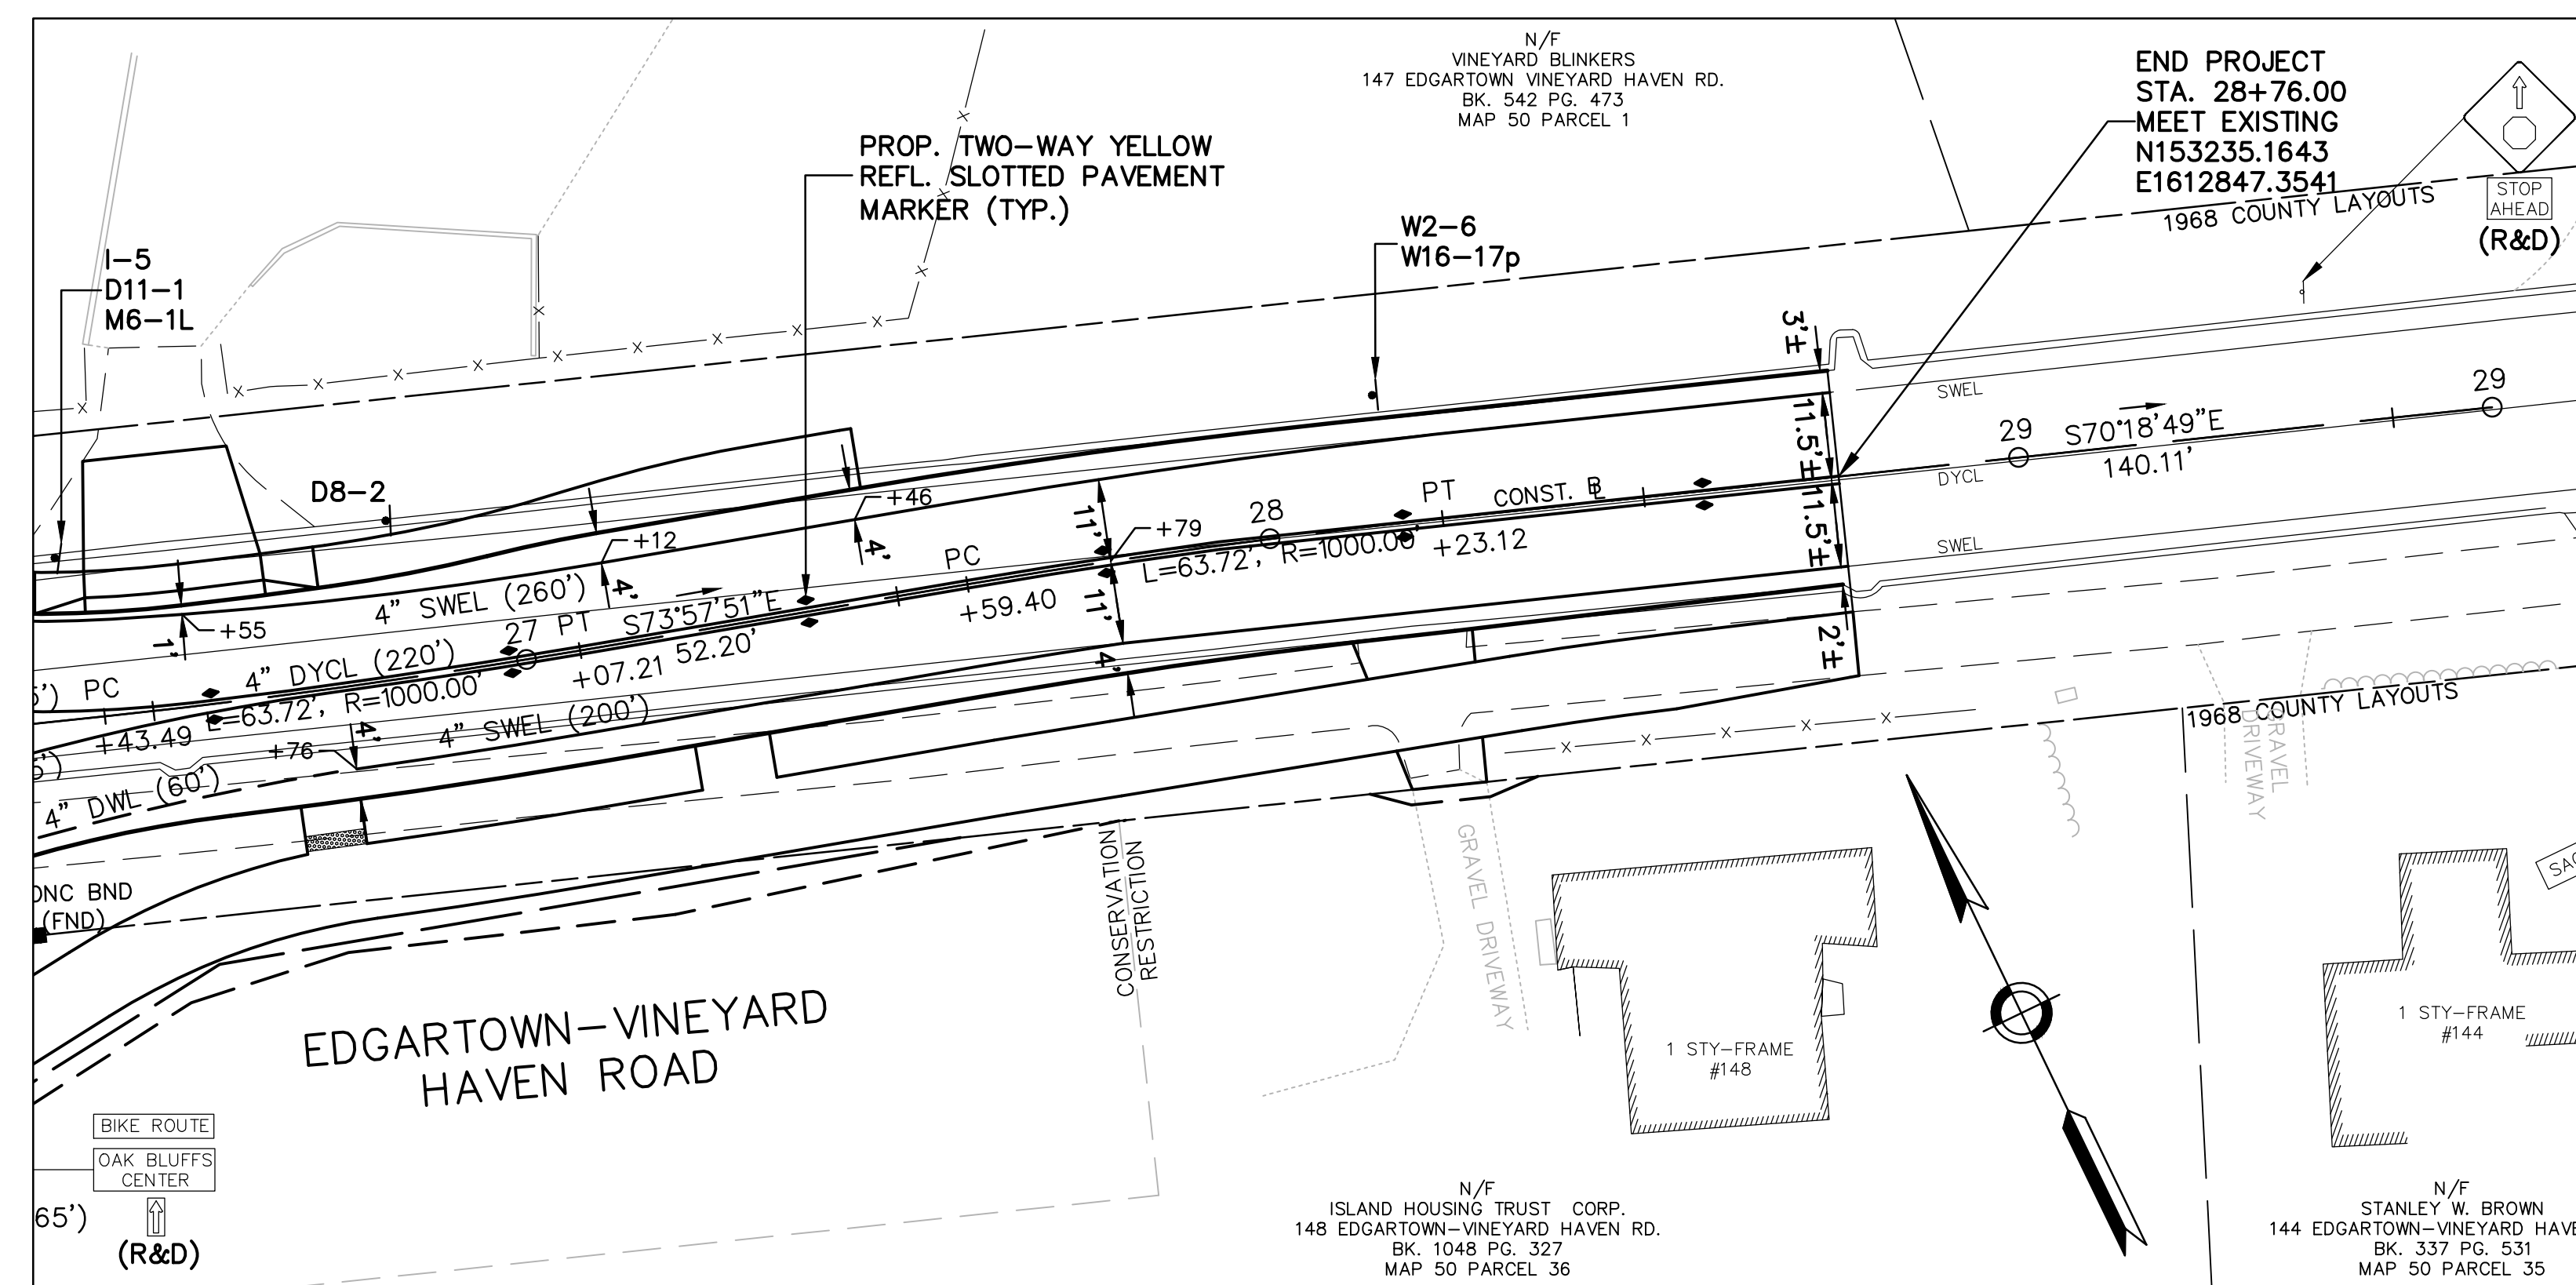 N/F
VINEYARD BLINKERS
147 EDGARTOWN VINEYARD HAVEN RD.
BK. 542 PG. 473
MAP 50 PARCEL 1
END PROJECT
STA. 28+76.00
MEET EXISTING
N153235.1643
E1612847.3541
1968 COUNTY LAYOUTS
STOP
AHEAD
(R&D)
PROP. TWO-WAY YELLOW
REFL. SLOTTED PAVEMENT
MARKER (TYP.)
W2-6
W16-17p
I-5
D11-1
M6-1L
D8-2
3'±
11.5'±
11.5'±
2'±
SWEL
DYCL
SWEL
29
29
S70°18'49"E
140.11'
+46
+12
+79
11'
11'
4'
4'
4'
28
PT
CONST. BL
L=63.72', R=1000.00'
+23.12
PC
+59.40
4" SWEL (260')
+55
1'
27
PT
S73°57'51"E
52.20'
+07.21
4" DYCL (220')
L=63.72', R=1000.00'
5')
PC
+43.49
4" SWEL (200')
+76
4'
5')
4" DWL (60')
1968 COUNTY LAYOUTS
GRAVEL
DRIVEWAY
ONC BND
(FND)
CONSERVATION
RESTRICTION
GRAVEL DRIVEWAY
EDGARTOWN-VINEYARD
HAVEN ROAD
1 STY-FRAME
#148
1 STY-FRAME
#144
SAC
BIKE ROUTE
OAK BLUFFS
CENTER
65')
(R&D)
N/F
ISLAND HOUSING TRUST CORP.
148 EDGARTOWN-VINEYARD HAVEN RD.
BK. 1048 PG. 327
MAP 50 PARCEL 36
N/F
STANLEY W. BROWN
144 EDGARTOWN-VINEYARD HAVE
BK. 337 PG. 531
MAP 50 PARCEL 35